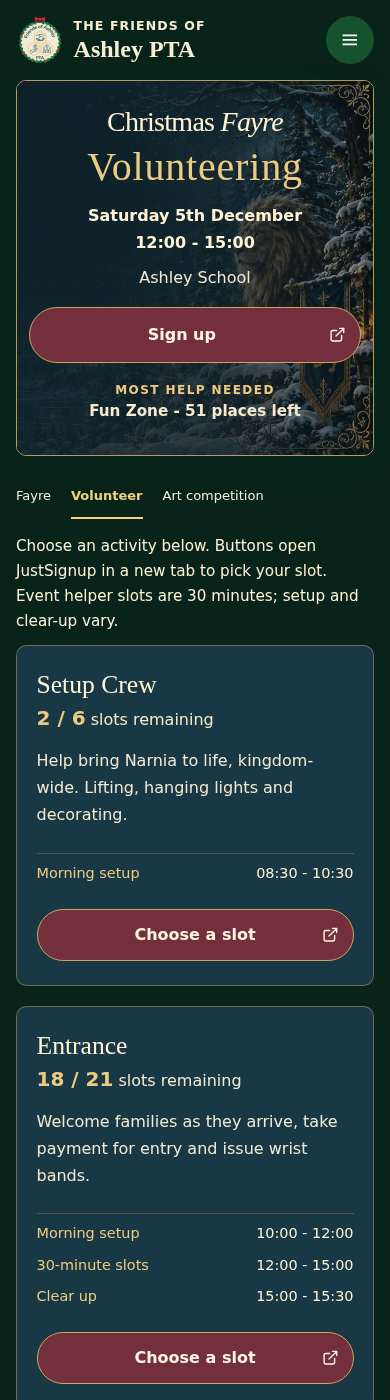 THE FRIENDS OF
Ashley PTA
Christmas Fayre
Volunteering
Saturday 5th December
12:00 - 15:00
Ashley School
Sign up
MOST HELP NEEDED
Fun Zone - 51 places left
Fayre Volunteer Art competition
Choose an activity below. Buttons open
JustSignup in a new tab to pick your slot.
Event helper slots are 30 minutes; setup and
clear-up vary.
Setup Crew
2 / 6 slots remaining
Help bring Narnia to life, kingdom-
wide. Lifting, hanging lights and
decorating.
Morning setup 08:30 - 10:30
Choose a slot
Entrance
18 / 21 slots remaining
Welcome families as they arrive, take
payment for entry and issue wrist
bands.
Morning setup 10:00 - 12:00
30-minute slots 12:00 - 15:00
Clear up 15:00 - 15:30
Choose a slot